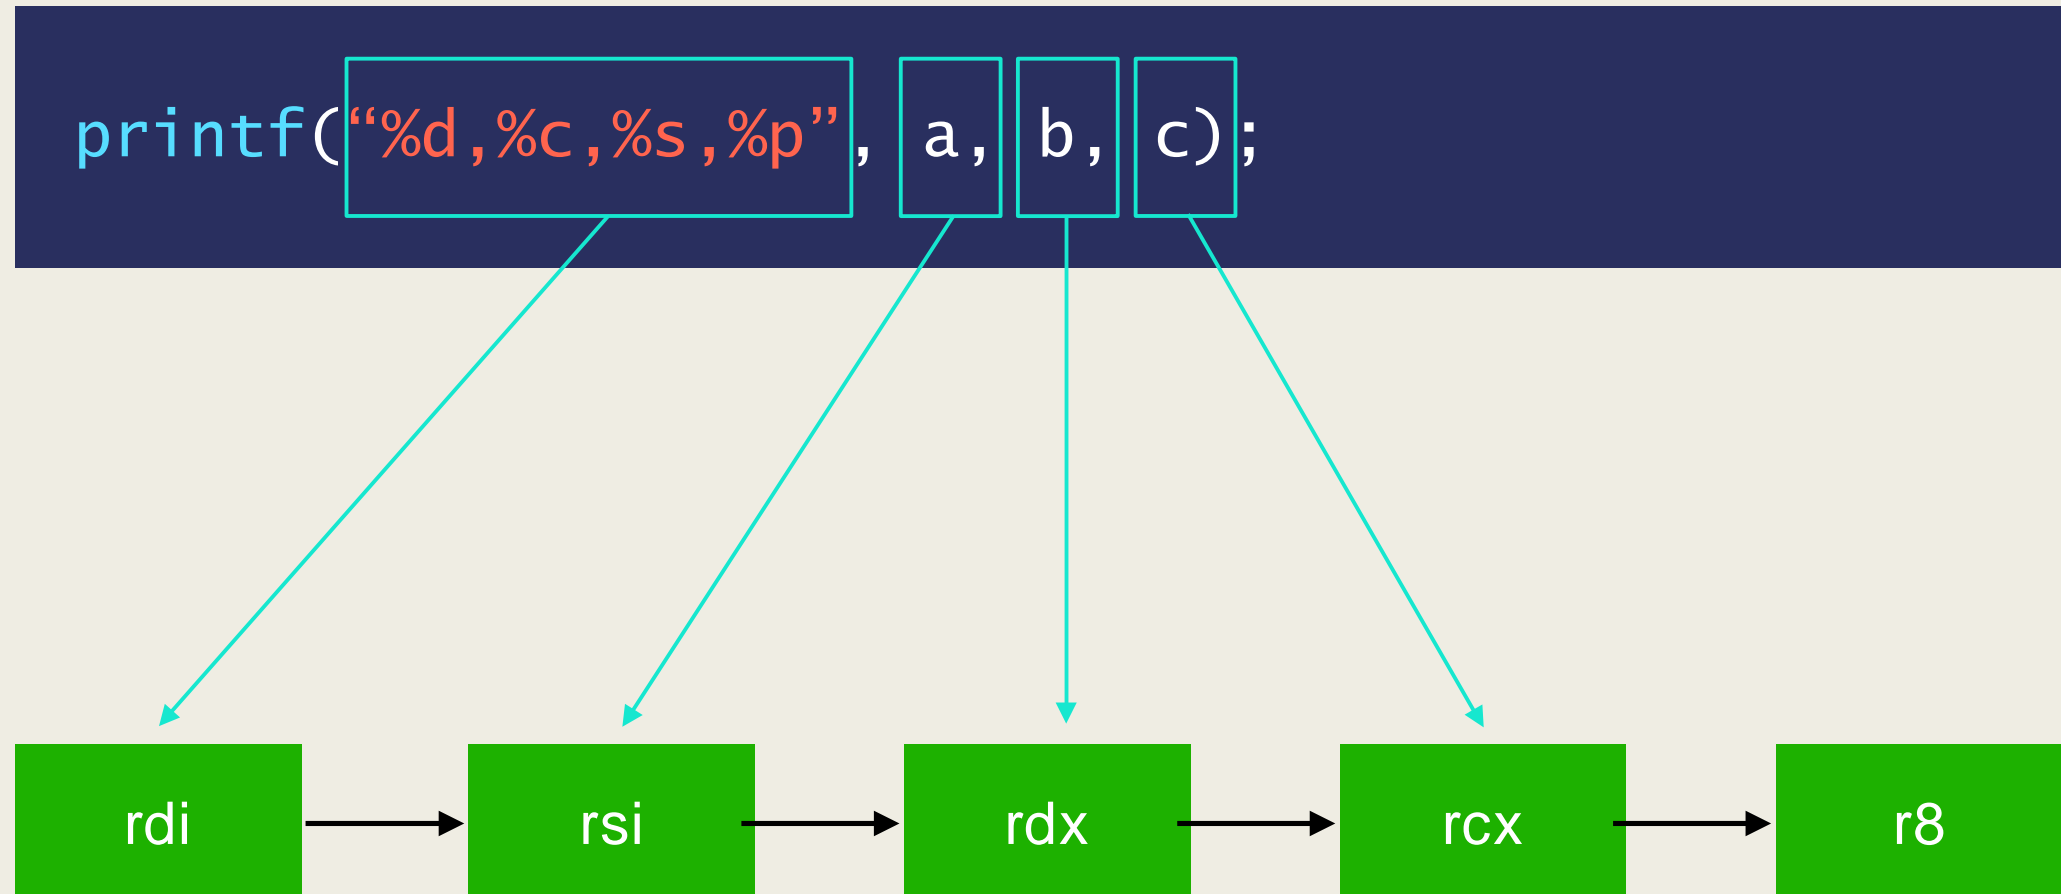 printf(“%d,%c,%s,%p”, a, b, c);
rdi rsi rdx rcx r8